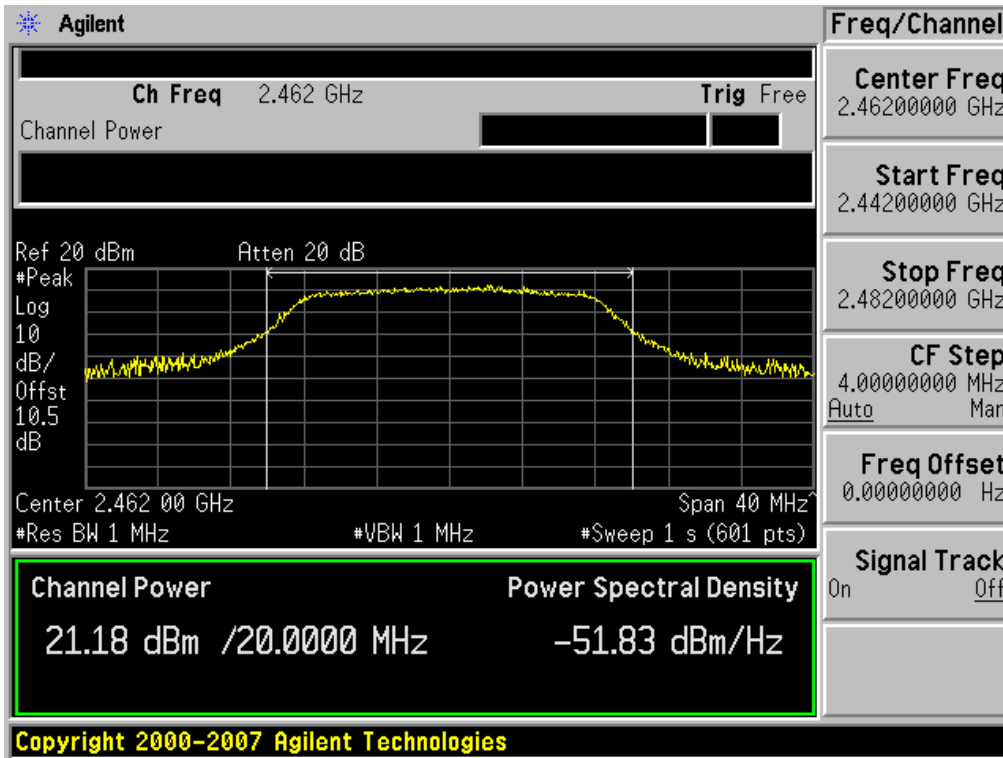 Agilent
Freq/Channel
Ch Freq 2.462 GHz Trig Free
Channel Power
Center Freq
2.46200000 GHz
Start Freq
2.44200000 GHz
Stop Freq
2.48200000 GHz
CF Step
4.00000000 MHz
Auto Man
Freq Offset
0.00000000 Hz
Signal Track
On Off
Ref 20 dBm Atten 20 dB
#Peak
Log
10
dB/
Offst
10.5
dB
Center 2.462 00 GHz Span 40 MHz^
#Res BW 1 MHz #VBW 1 MHz #Sweep 1 s (601 pts)
Channel Power Power Spectral Density
21.18 dBm /20.0000 MHz -51.83 dBm/Hz
Copyright 2000-2007 Agilent Technologies